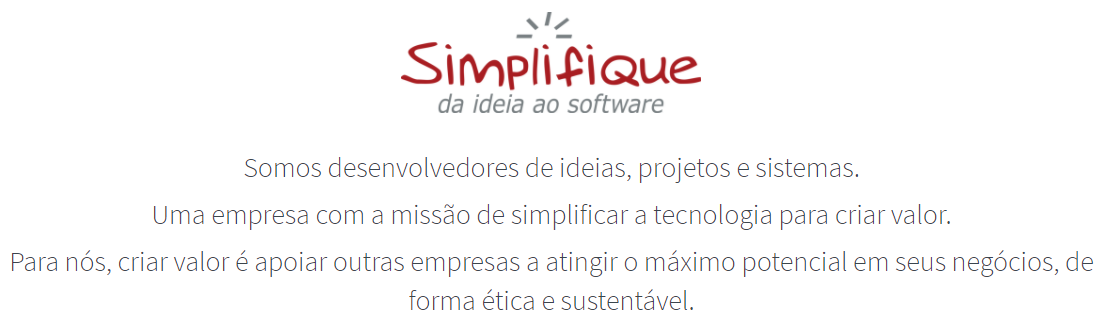 Simplifique
da ideia ao software
Somos desenvolvedores de ideias, projetos e sistemas.
Uma empresa com a missão de simplificar a tecnologia para criar valor.
Para nós, criar valor é apoiar outras empresas a atingir o máximo potencial em seus negócios, de
forma ética e sustentável.